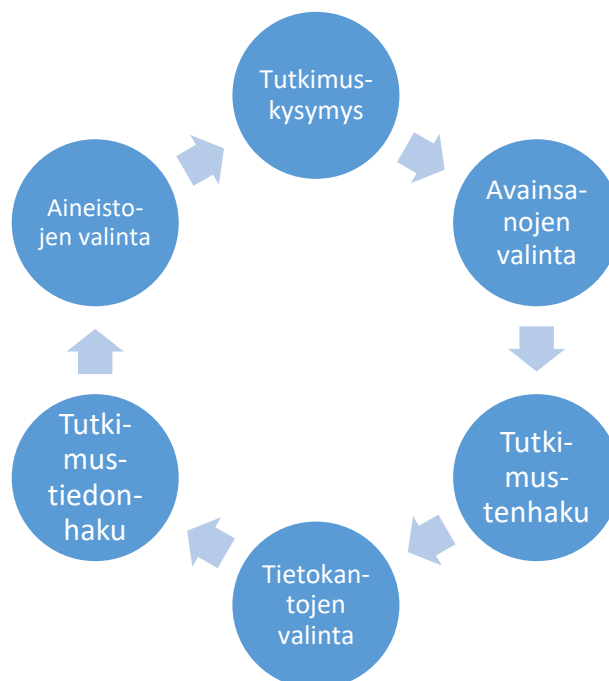 Tutkimus-
kysymys
Avainsa-
nojen
valinta
Tutki-
mus-
tenhaku
Tietokan-
tojen
valinta
Tutki-
mus-
tiedon-
haku
Aineisto-
jen valinta